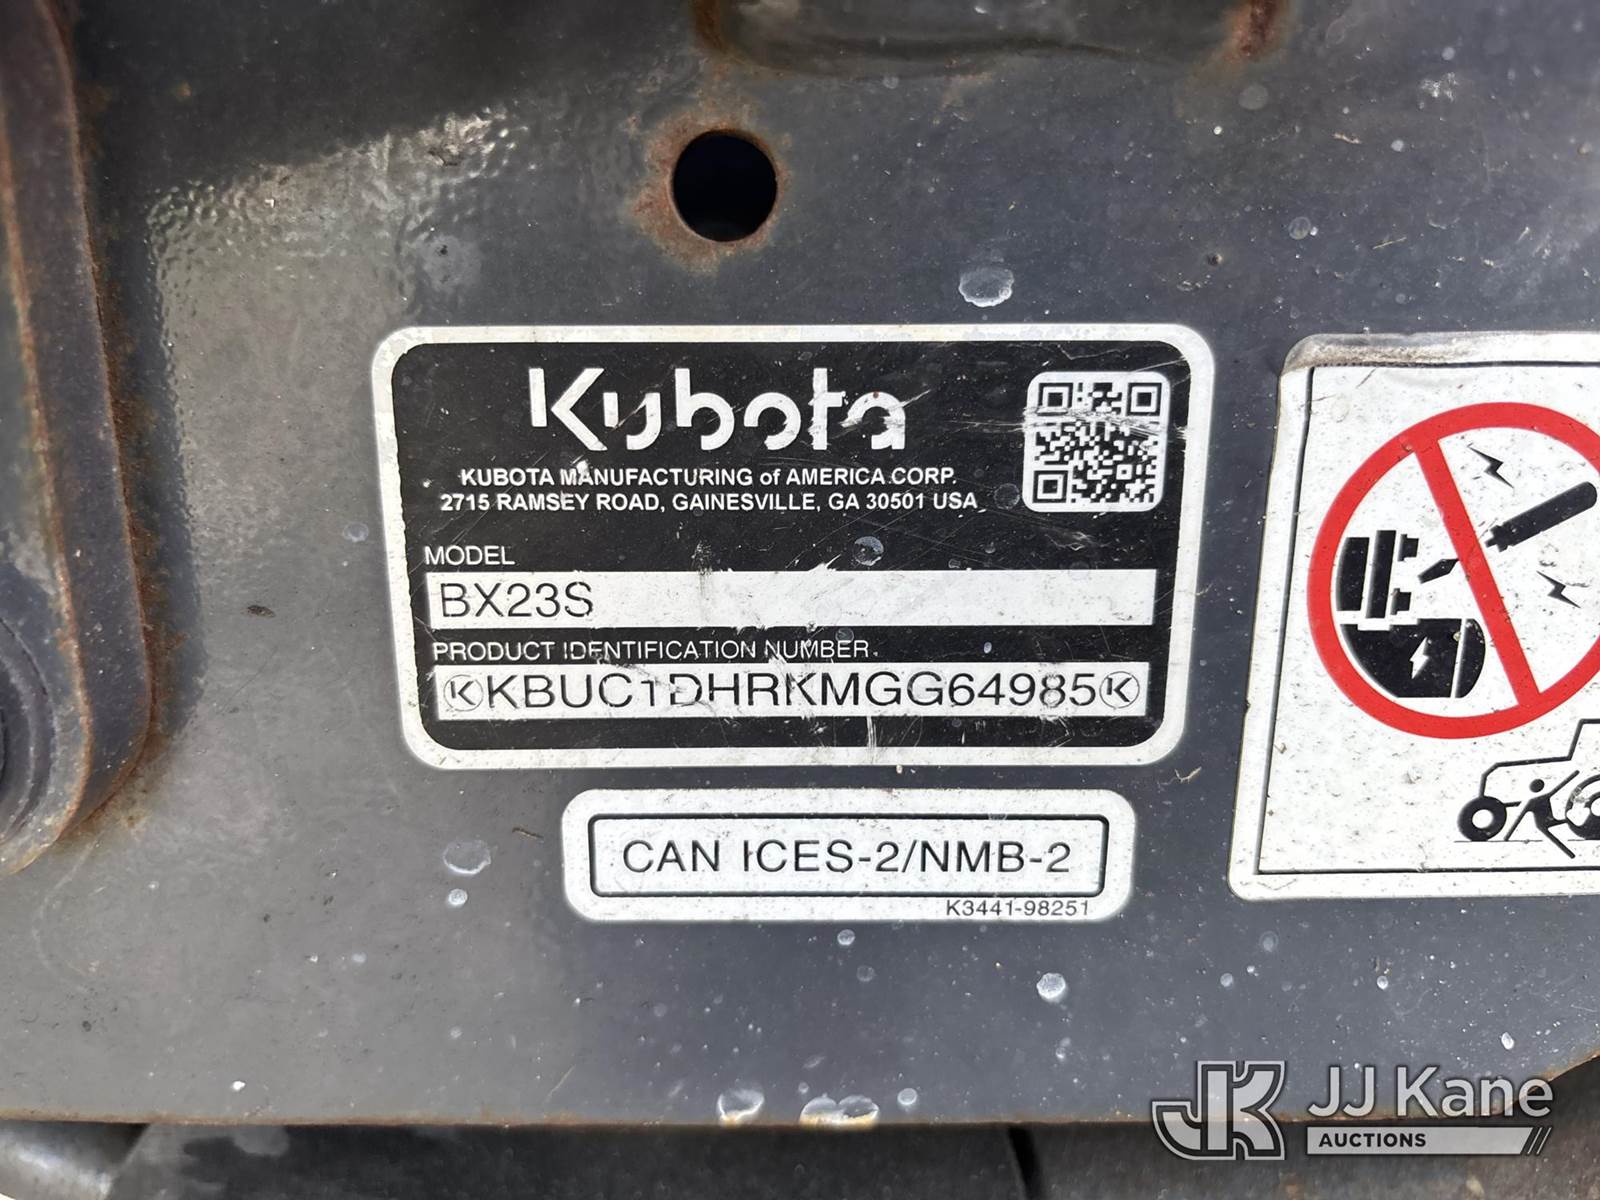 Kubota
KUBOTA MANUFACTURING of AMERICA CORP.
2715 RAMSEY ROAD, GAINESVILLE, GA 30501 USA
MODEL
BX23S
PRODUCT IDENTIFICATION NUMBER
KBUC1DHRKMGG64985
CAN ICES-2/NMB-2
K3441-98251
JK JJ Kane
AUCTIONS